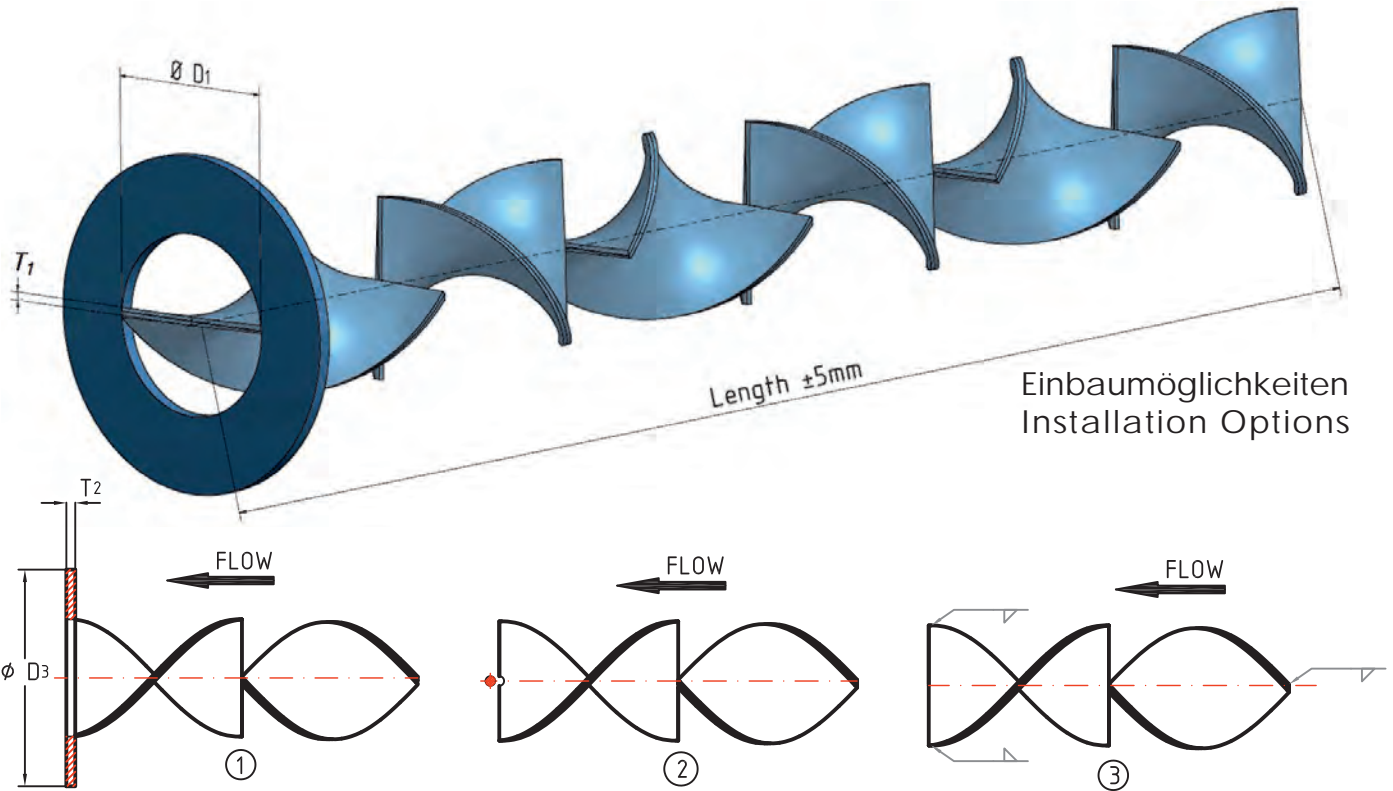 Ø D1
T1
Length ±5mm
Einbaumöglichkeiten
Installation Options
T2
FLOW
FLOW
FLOW
ϕ D3
1
2
3